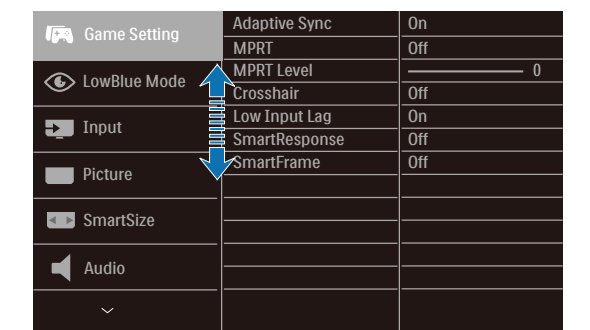 Game Setting
LowBlue Mode
Input
Picture
SmartSize
Audio
Adaptive Sync On
MPRT Off
MPRT Level 0
Crosshair Off
Low Input Lag On
SmartResponse Off
SmartFrame Off